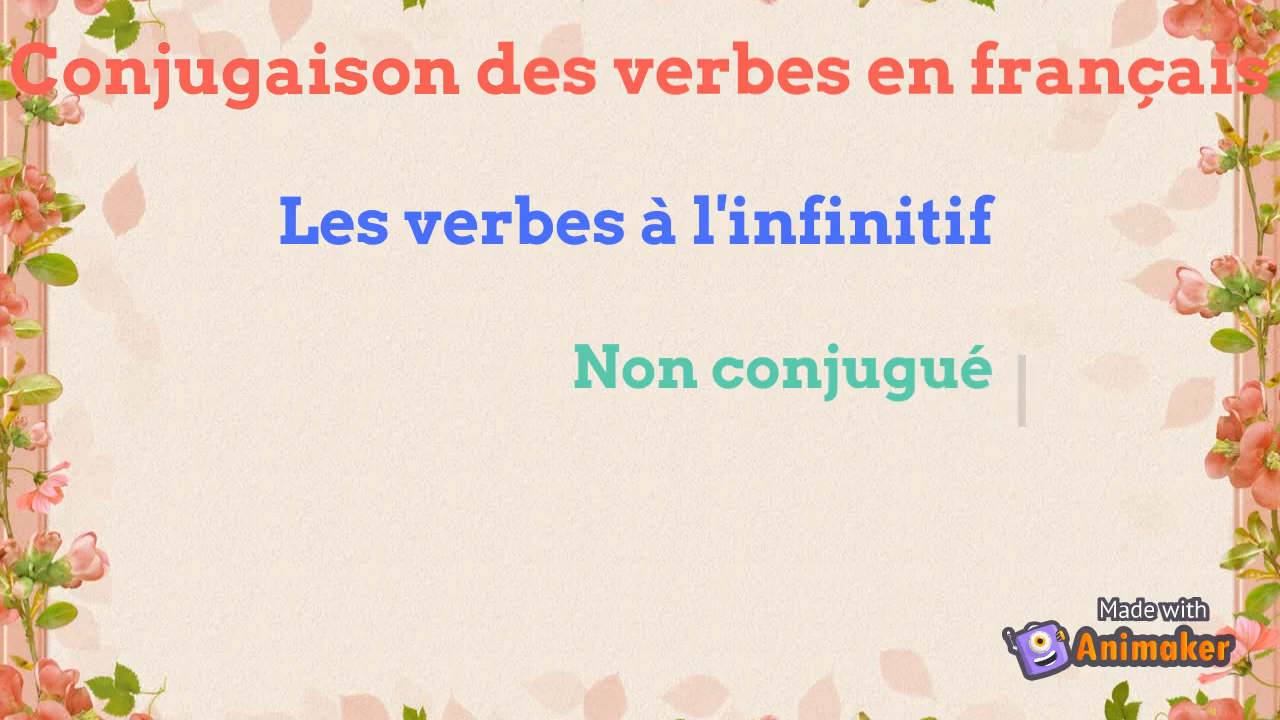 Conjugaison des verbes en français
Les verbes à l'infinitif
Non conjugué
Made with
Animaker